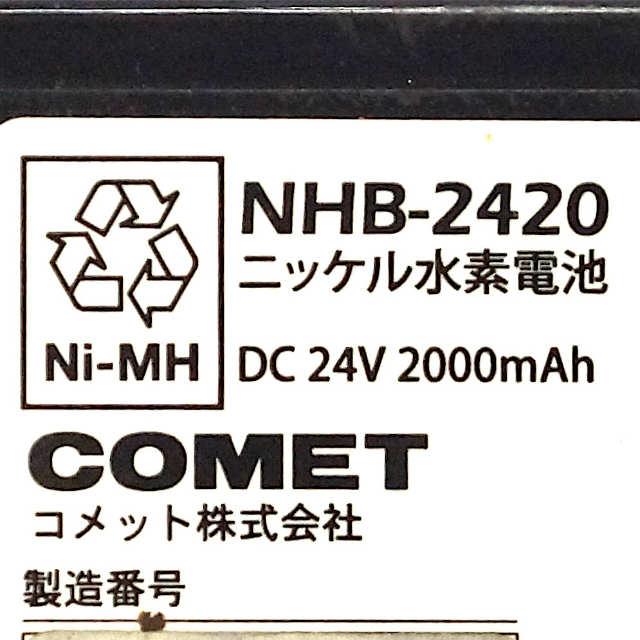 NHB-2420
ニッケル水素電池
Ni-MH
DC 24V 2000mAh
COMET
コメット株式会社
製造番号